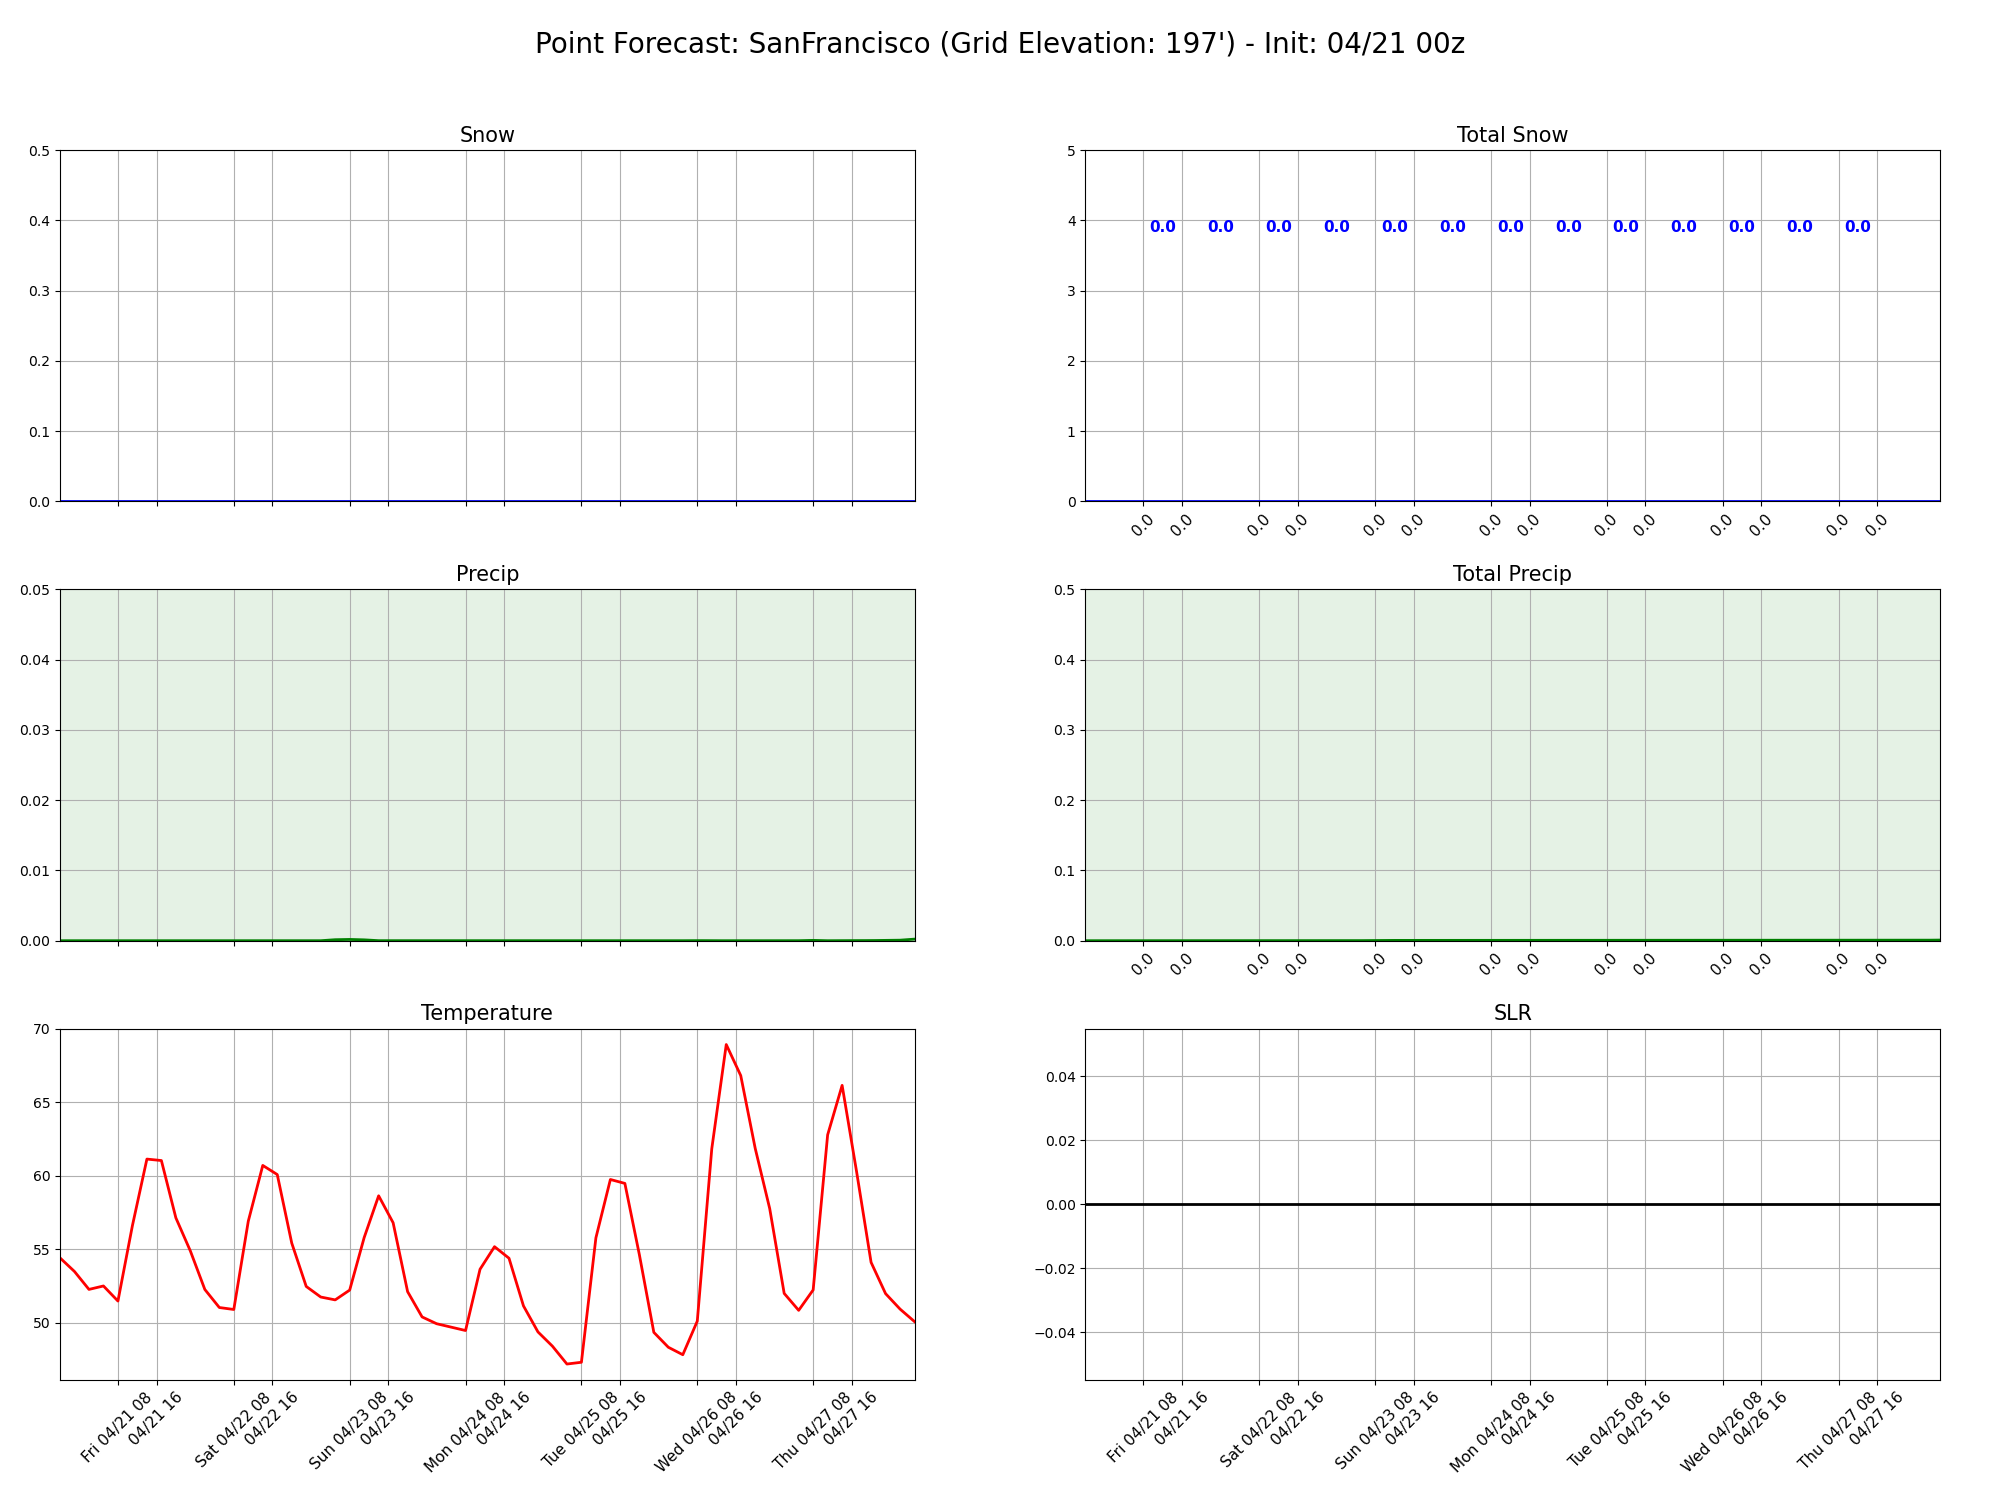 Point Forecast: SanFrancisco (Grid Elevation: 197') - Init: 04/21 00z
Snow
0.5
0.4
0.3
0.2
0.1
0.0
Total Snow
5
4
3
2
1
0
0.0 0.0 0.0 0.0 0.0 0.0 0.0 0.0 0.0 0.0 0.0 0.0 0.0
0.0 0.0 0.0 0.0 0.0 0.0 0.0 0.0 0.0 0.0 0.0 0.0 0.0 0.0
Precip
0.05
0.04
0.03
0.02
0.01
0.00
Total Precip
0.5
0.4
0.3
0.2
0.1
0.0
0.0 0.0 0.0 0.0 0.0 0.0 0.0 0.0 0.0 0.0 0.0 0.0 0.0 0.0
Temperature
70
65
60
55
50
Fri 04/21 08
04/21 16
Sat 04/22 08
04/22 16
Sun 04/23 08
04/23 16
Mon 04/24 08
04/24 16
Tue 04/25 08
04/25 16
Wed 04/26 08
04/26 16
Thu 04/27 08
04/27 16
SLR
0.04
0.02
0.00
−0.02
−0.04
Fri 04/21 08
04/21 16
Sat 04/22 08
04/22 16
Sun 04/23 08
04/23 16
Mon 04/24 08
04/24 16
Tue 04/25 08
04/25 16
Wed 04/26 08
04/26 16
Thu 04/27 08
04/27 16